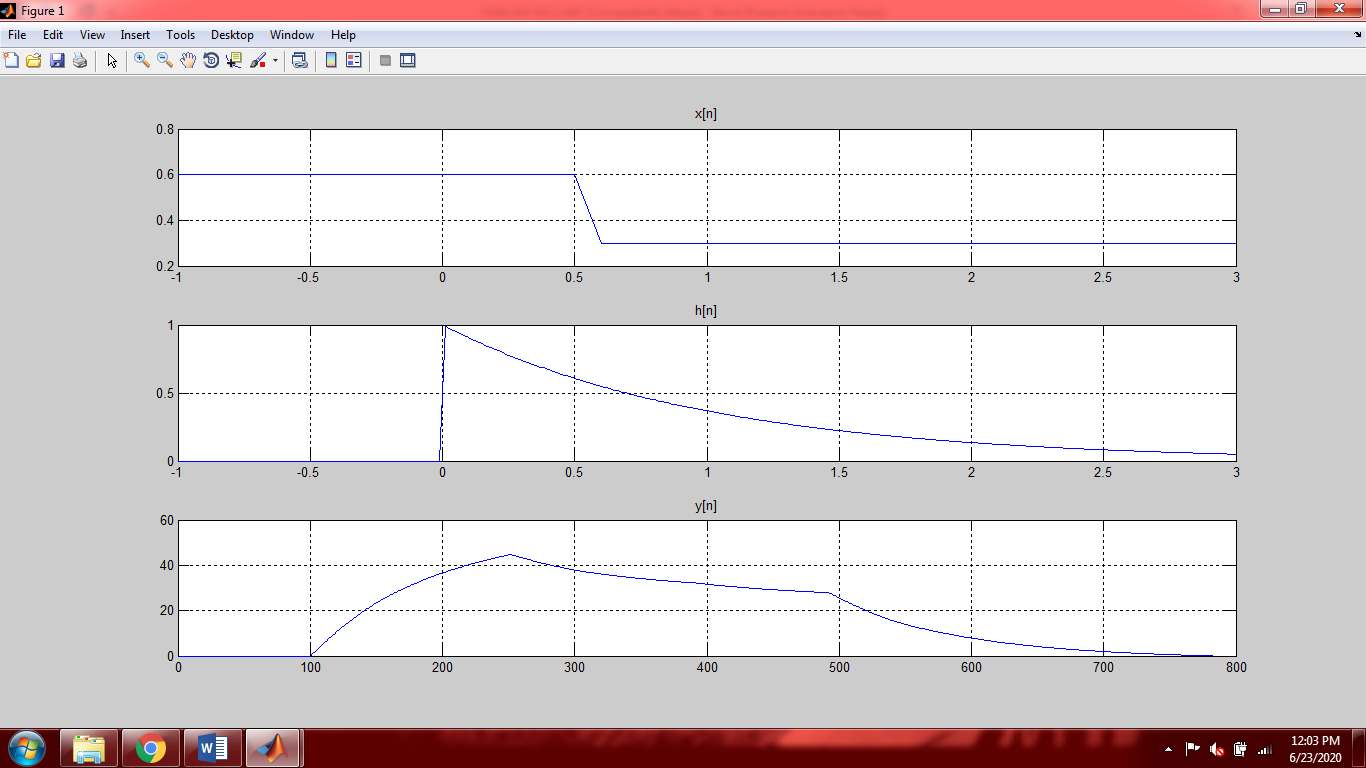 Figure 1
File Edit View Insert Tools Desktop Window Help
x[n]
0.8
0.6
0.4
0.2
-1 -0.5 0 0.5 1 1.5 2 2.5 3
h[n]
1
0.5
0
-1 -0.5 0 0.5 1 1.5 2 2.5 3
y[n]
60
40
20
0
0 100 200 300 400 500 600 700 800
12:03 PM
6/23/2020